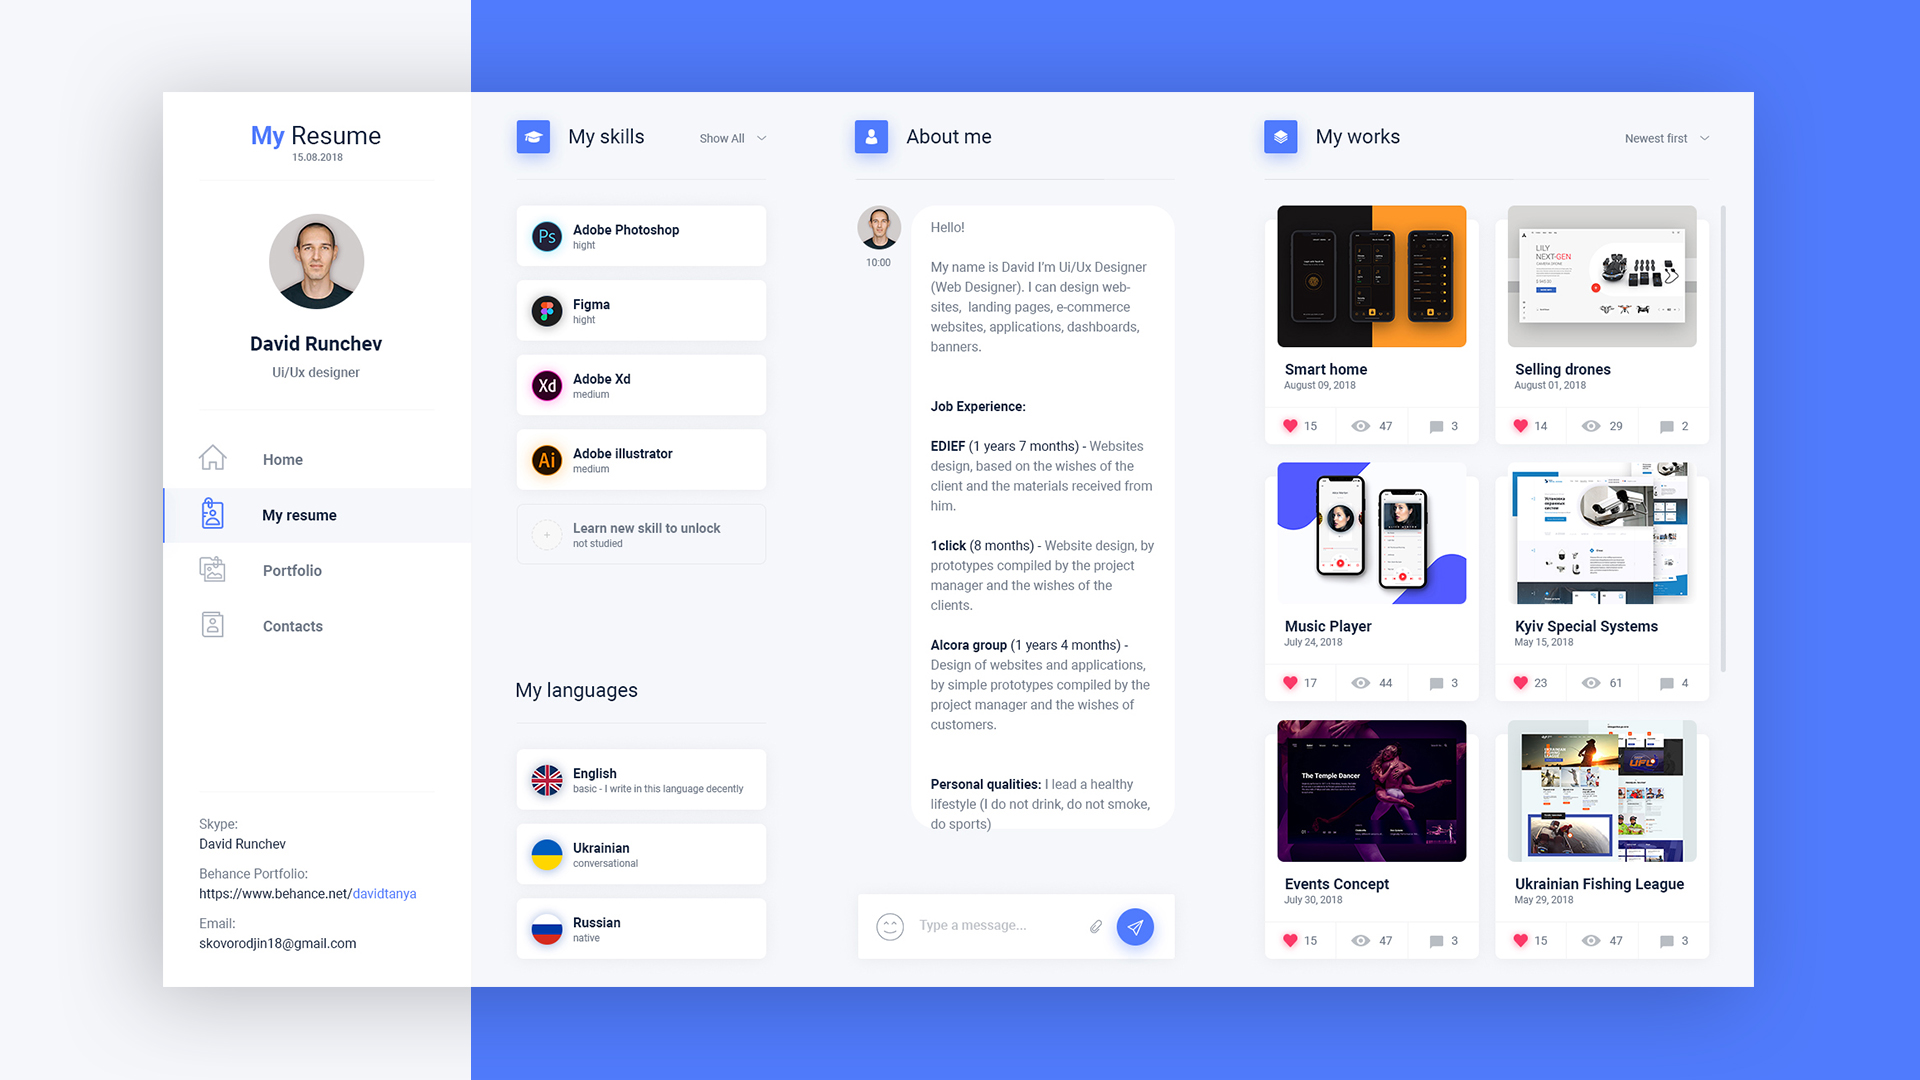 My Resume
15.08.2018
David Runchev
Ui/Ux designer
Home
My resume
Portfolio
Contacts
Skype:
David Runchev
Behance Portfolio:
https://www.behance.net/davidtanya
Email:
skovorodjin18@gmail.com
My skills
Show All
Ps
Adobe Photoshop
hight
Figma
hight
Xd
Adobe Xd
medium
Ai
Adobe illustrator
medium
+
Learn new skill to unlock
not studied
My languages
English
basic - I write in this language decently
Ukrainian
conversational
Russian
native
About me
10:00
Hello!
My name is David I'm Ui/Ux Designer
(Web Designer). I can design web-
sites, landing pages, e-commerce
websites, applications, dashboards,
banners.
Job Experience:
EDIEF (1 years 7 months) - Websites
design, based on the wishes of the
client and the materials received from
him.
1click (8 months) - Website design, by
prototypes compiled by the project
manager and the wishes of the
clients.
Alcora group (1 years 4 months) -
Design of websites and applications,
by simple prototypes compiled by the
project manager and the wishes of
customers.
Personal qualities: I lead a healthy
lifestyle (I do not drink, do not smoke,
do sports)
Type a message...
My works
Newest first
Smart home
August 09, 2018
15 47 3
LILY
NEXT-GEN
Selling drones
August 01, 2018
14 29 2
Music Player
July 24, 2018
17 44 3
Установка
охранных
систем
Kyiv Special Systems
May 15, 2018
23 61 4
The Temple Dancer
Events Concept
July 30, 2018
15 47 3
UFL
Ukrainian Fishing League
May 29, 2018
15 47 3